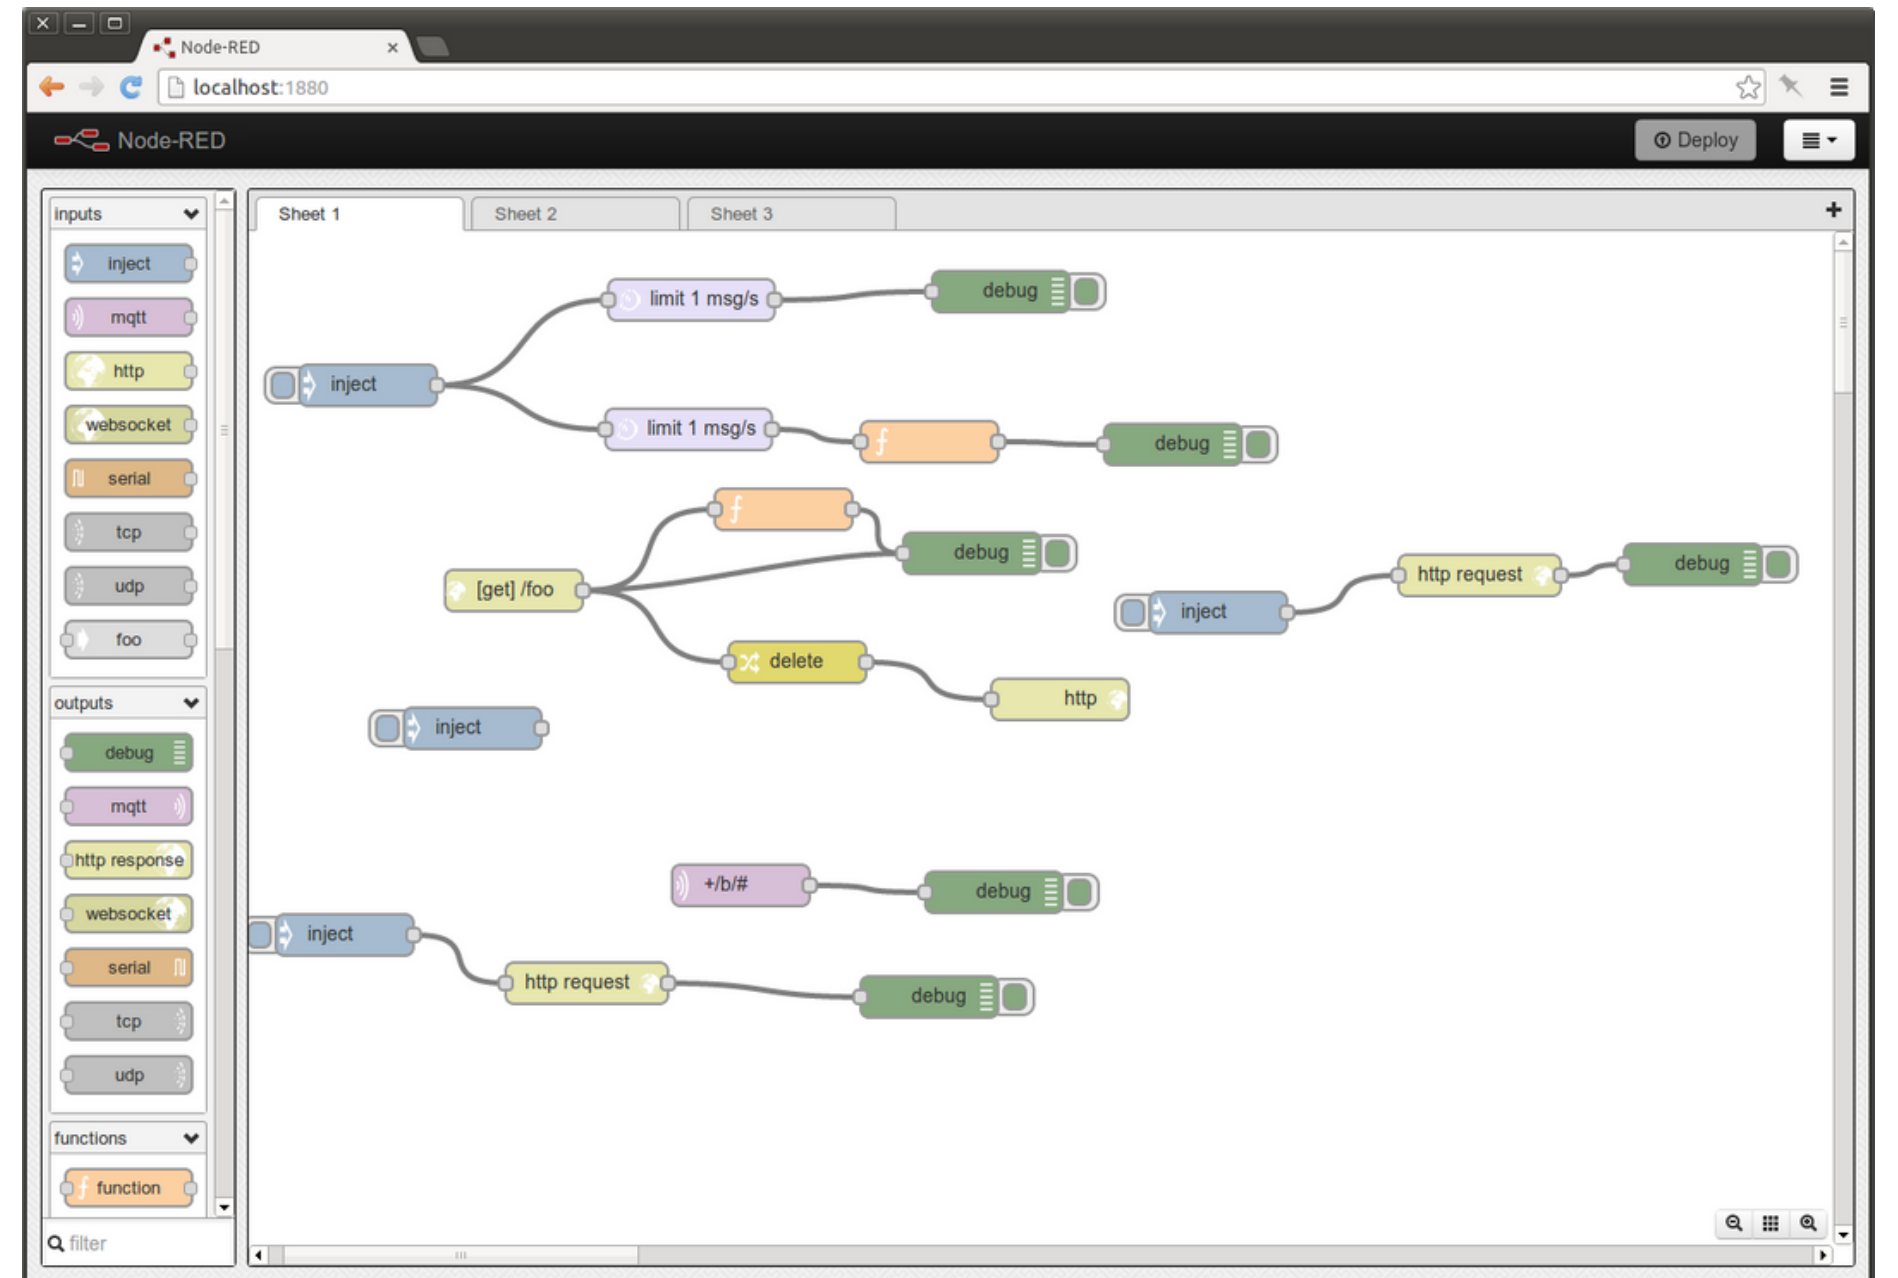 Node-RED
localhost:1880
Node-RED
Deploy
inputs
inject
mqtt
http
websocket
serial
tcp
udp
foo
outputs
debug
mqtt
http response
websocket
serial
tcp
udp
functions
function
filter
Sheet 1
Sheet 2
Sheet 3
limit 1 msg/s
debug
inject
limit 1 msg/s
debug
debug
[get] /foo
http request
debug
inject
delete
http
inject
+/b/#
debug
inject
http request
debug